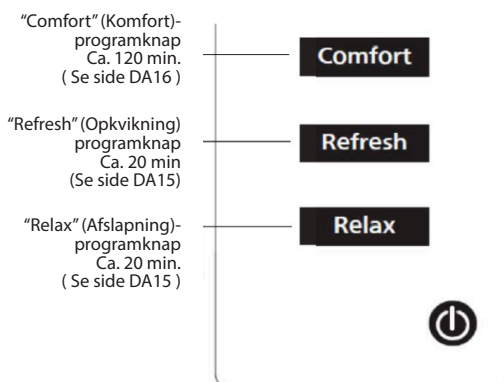 “Comfort” (Komfort)-
programknap
Ca. 120 min.
( Se side DA16 )
Comfort
“Refresh” (Opkvikning)
programknap
Ca. 20 min
(Se side DA15)
Refresh
“Relax” (Afslapning)-
programknap
Ca. 20 min.
( Se side DA15 )
Relax